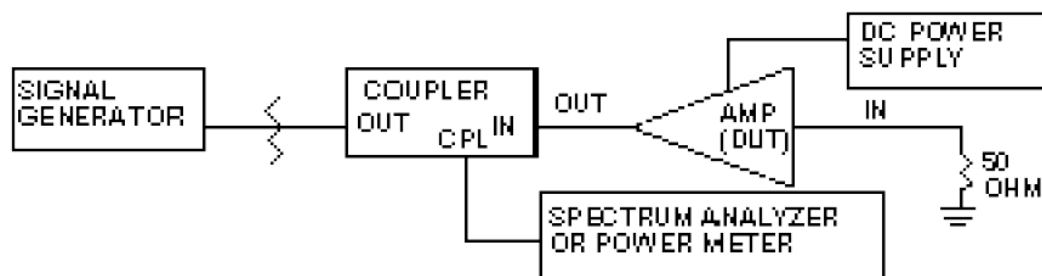 SIGNAL
GENERATOR
COUPLER
OUT
CPL
IN
OUT
AMP
(DUT)
IN
DC POWER
SUPPLY
50
OHM
SPECTRUM ANALYZER
OR POWER METER